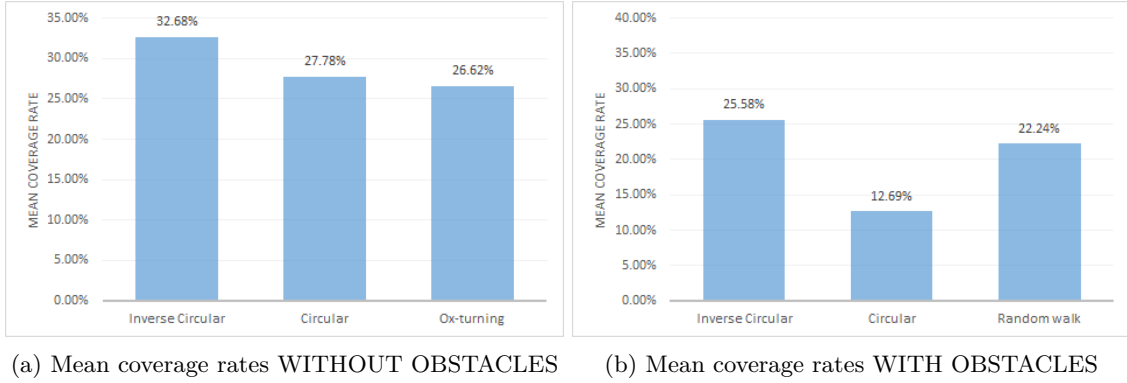 35.00%
30.00%
25.00%
20.00%
15.00%
10.00%
5.00%
0.00%
MEAN COVERAGE RATE
32.68%
27.78%
26.62%
Inverse Circular
Circular
Ox-turning
(a) Mean coverage rates WITHOUT OBSTACLES
40.00%
35.00%
30.00%
25.00%
20.00%
15.00%
10.00%
5.00%
0.00%
MEAN COVERAGE RATE
25.58%
12.69%
22.24%
Inverse Circular
Circular
Random walk
(b) Mean coverage rates WITH OBSTACLES